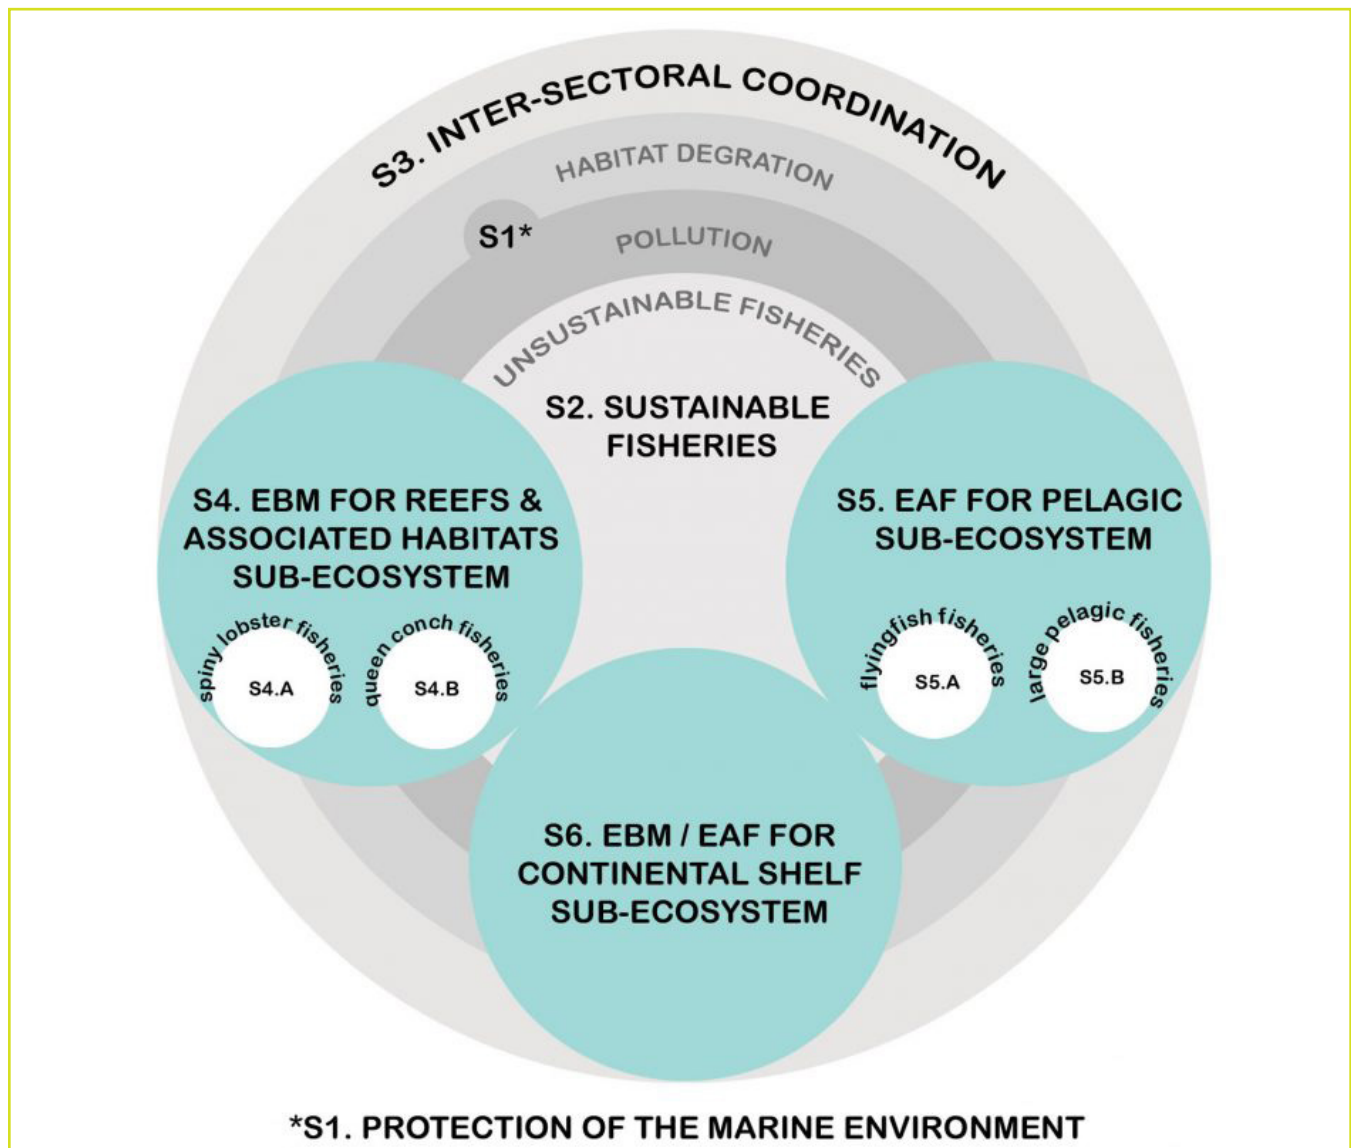 S3. INTER-SECTORAL COORDINATION
HABITAT DEGRATION
S1*
POLLUTION
UNSUSTAINABLE FISHERIES
S2. SUSTAINABLE
FISHERIES
S4. EBM FOR REEFS &
ASSOCIATED HABITATS
SUB-ECOSYSTEM
spiny lobster fisheries
S4.A
queen conch fisheries
S4.B
S5. EAF FOR PELAGIC
SUB-ECOSYSTEM
flyingfish fisheries
S5.A
large pelagic fisheries
S5.B
S6. EBM / EAF FOR
CONTINENTAL SHELF
SUB-ECOSYSTEM
*S1. PROTECTION OF THE MARINE ENVIRONMENT